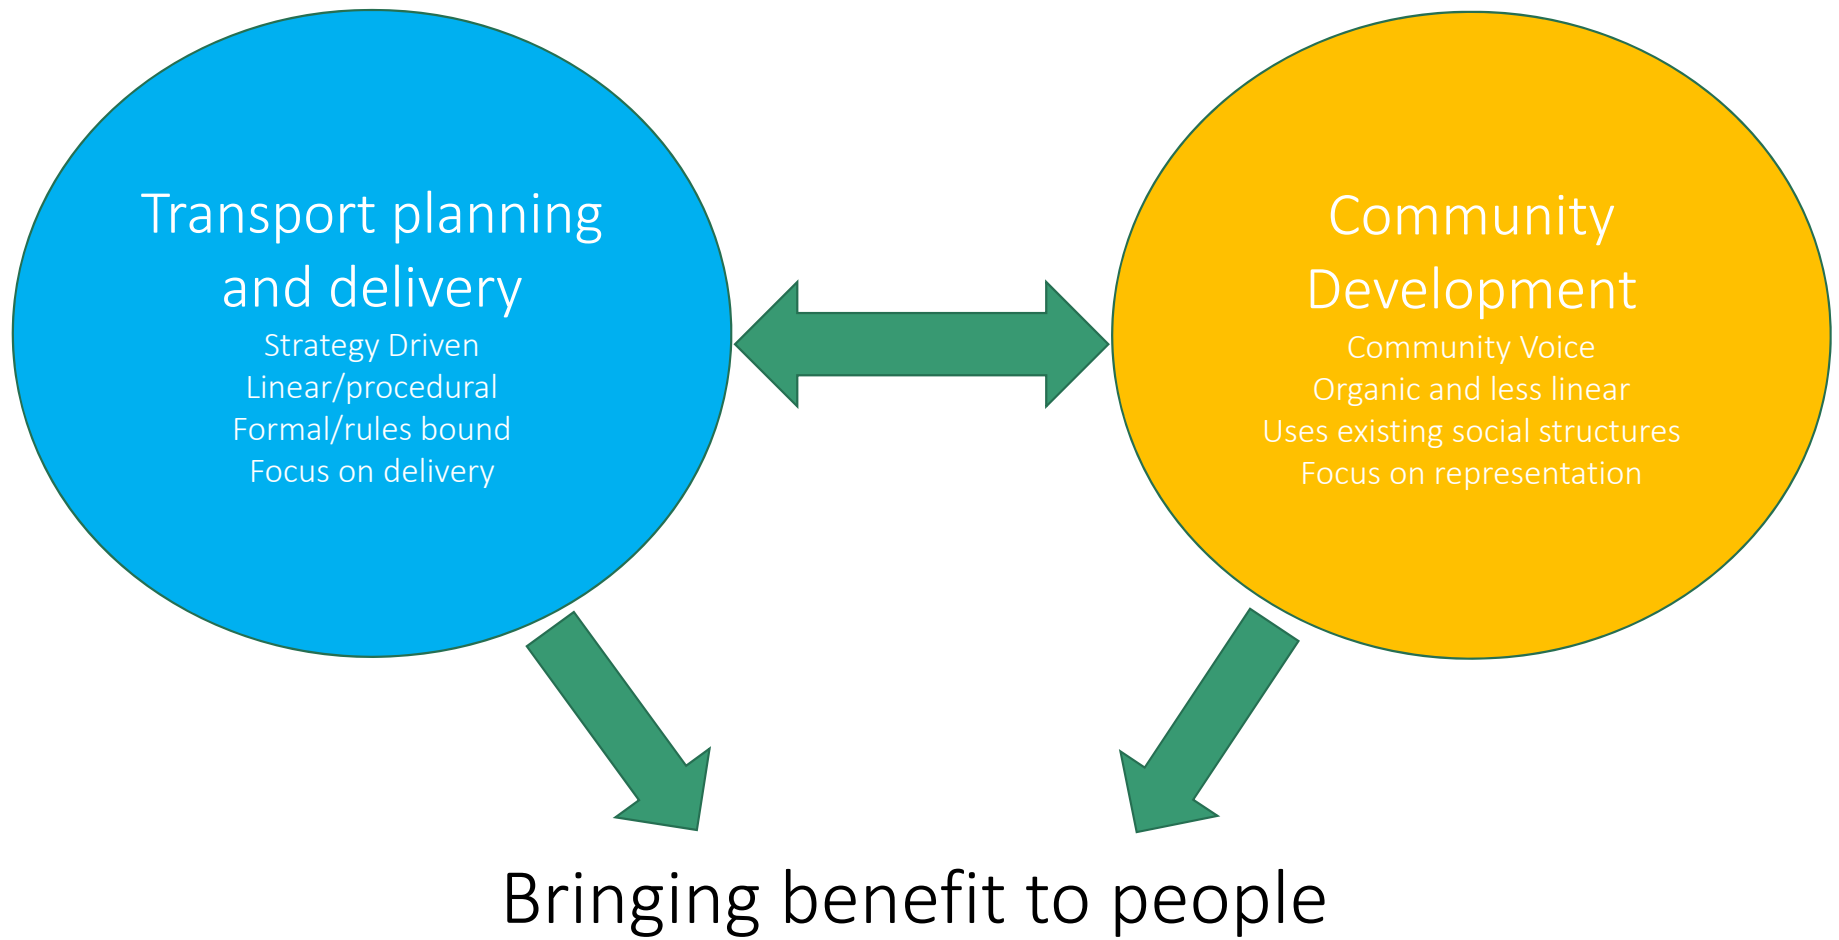 Transport planning
and delivery
Strategy Driven
Linear/procedural
Formal/rules bound
Focus on delivery
Community
Development
Community Voice
Organic and less linear
Uses existing social structures
Focus on representation
Bringing benefit to people